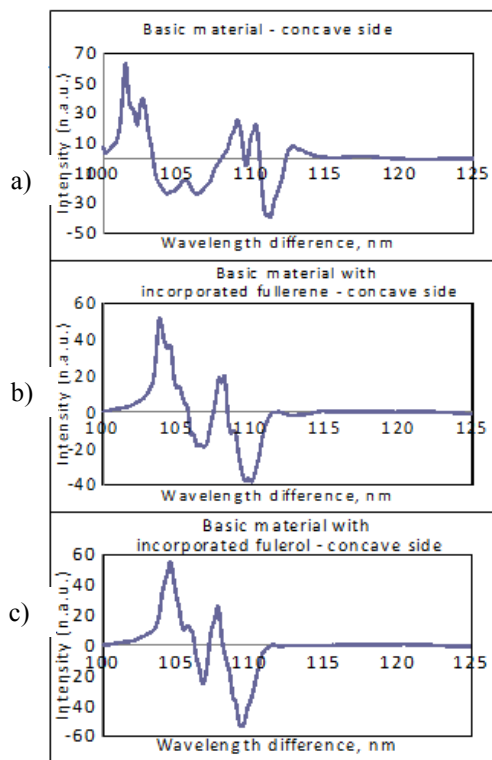 a)
Basic material - concave side
Intensity (n.a.u.)
70
50
30
10
-10
-30
-50
100
105
110
115
120
125
Wavelength difference, nm
b)
Basic material with
incorporated fullerene - concave side
Intensity (n.a.u.)
60
40
20
0
-20
-40
100
105
110
115
120
125
Wavelength difference, nm
c)
Basic material with
incorporated fulerol - concave side
Intensity (n.a.u.)
60
40
20
0
-20
-40
-60
100
105
110
115
120
125
Wavelength difference, nm